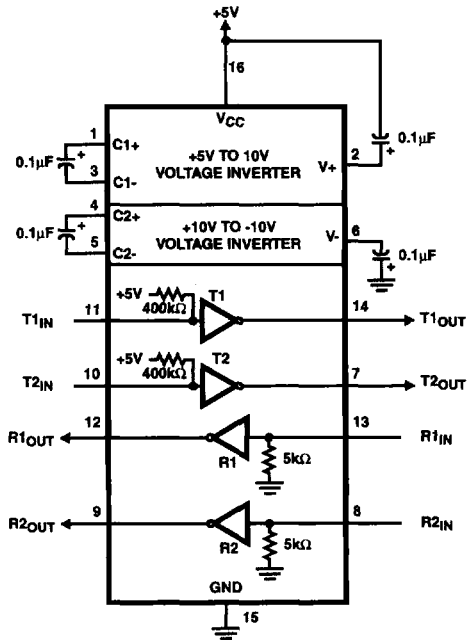 +5V
16
VCC
1
C1+
0.1µF
+
3
C1-
+5V TO 10V
VOLTAGE INVERTER
V+
2
0.1µF
+
4
C2+
0.1µF
+
5
C2-
+10V TO -10V
VOLTAGE INVERTER
V-
6
0.1µF
+
T1IN
11
+5V
400kΩ
T1
14
T1OUT
T2IN
10
+5V
400kΩ
T2
7
T2OUT
R1OUT
12
R1
5kΩ
13
R1IN
R2OUT
9
R2
5kΩ
8
R2IN
GND
15